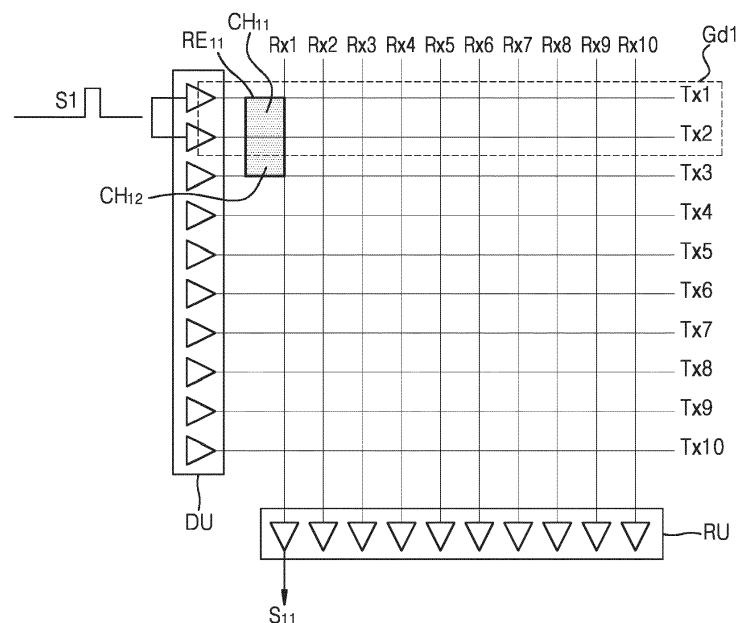 CH11
RE11
Rx1 Rx2 Rx3 Rx4 Rx5 Rx6 Rx7 Rx8 Rx9 Rx10
Gd1
S1
Tx1
Tx2
Tx3
CH12
Tx4
Tx5
Tx6
Tx7
Tx8
Tx9
Tx10
DU
RU
S11